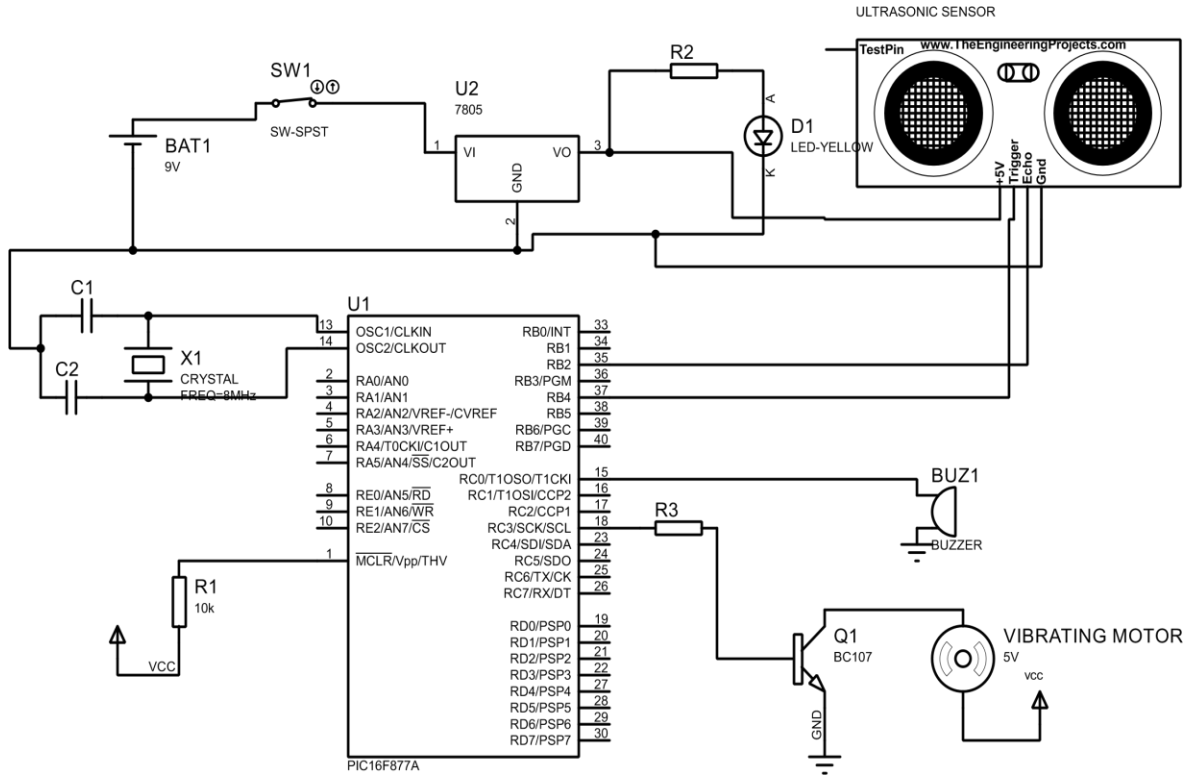 ULTRASONIC SENSOR
TestPin
www.TheEngineeringProjects.com
+5V
Trigger
Echo
Gnd
SW1
SW-SPST
BAT1
9V
U2
7805
1
VI
VO
3
GND
2
R2
A
D1
LED-YELLOW
K
C1
C2
X1
CRYSTAL
FREQ=8MHz
U1
13
OSC1/CLKIN
14
OSC2/CLKOUT
2
RA0/AN0
3
RA1/AN1
4
RA2/AN2/VREF-/CVREF
5
RA3/AN3/VREF+
6
RA4/T0CKI/C1OUT
7
RA5/AN4/SS/C2OUT
8
RE0/AN5/RD
9
RE1/AN6/WR
10
RE2/AN7/CS
1
MCLR/Vpp/THV
RB0/INT
33
RB1
34
RB2
35
RB3/PGM
36
RB4
37
RB5
38
RB6/PGC
39
RB7/PGD
40
RC0/T1OSO/T1CKI
15
RC1/T1OSI/CCP2
16
RC2/CCP1
17
RC3/SCK/SCL
18
RC4/SDI/SDA
23
RC5/SDO
24
RC6/TX/CK
25
RC7/RX/DT
26
RD0/PSP0
19
RD1/PSP1
20
RD2/PSP2
21
RD3/PSP3
22
RD4/PSP4
27
RD5/PSP5
28
RD6/PSP6
29
RD7/PSP7
30
PIC16F877A
R1
10k
VCC
R3
BUZ1
BUZZER
Q1
BC107
GND
VIBRATING MOTOR
5V
vcc